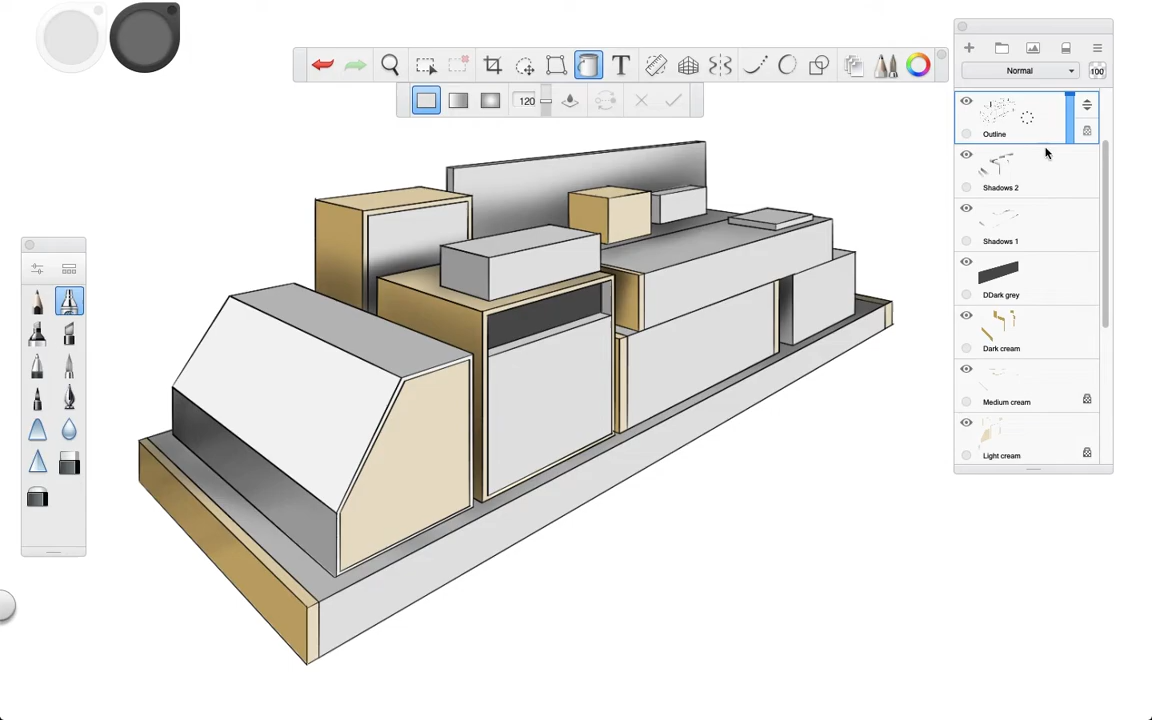 T
120
Normal
100
Outline
Shadows 2
Shadows 1
DDark grey
Dark cream
Medium cream
Light cream